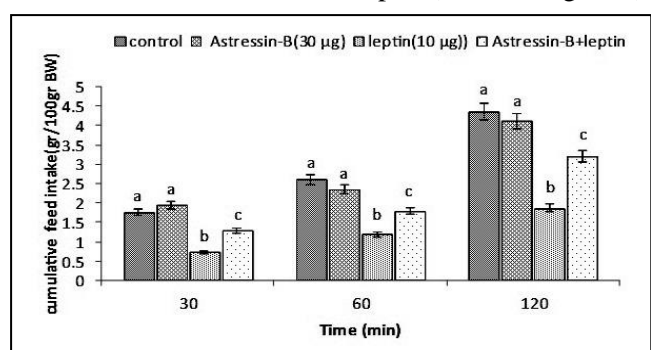 control Astressin-B(30 µg) leptin(10 µg)) Astressin-B+leptin
cumulative feed intake(gr/100gr BW)
5
4.5
4
3.5
3
2.5
2
1.5
1
0.5
0
a a b c
a a b c
a a b c
30 60 120
Time (min)